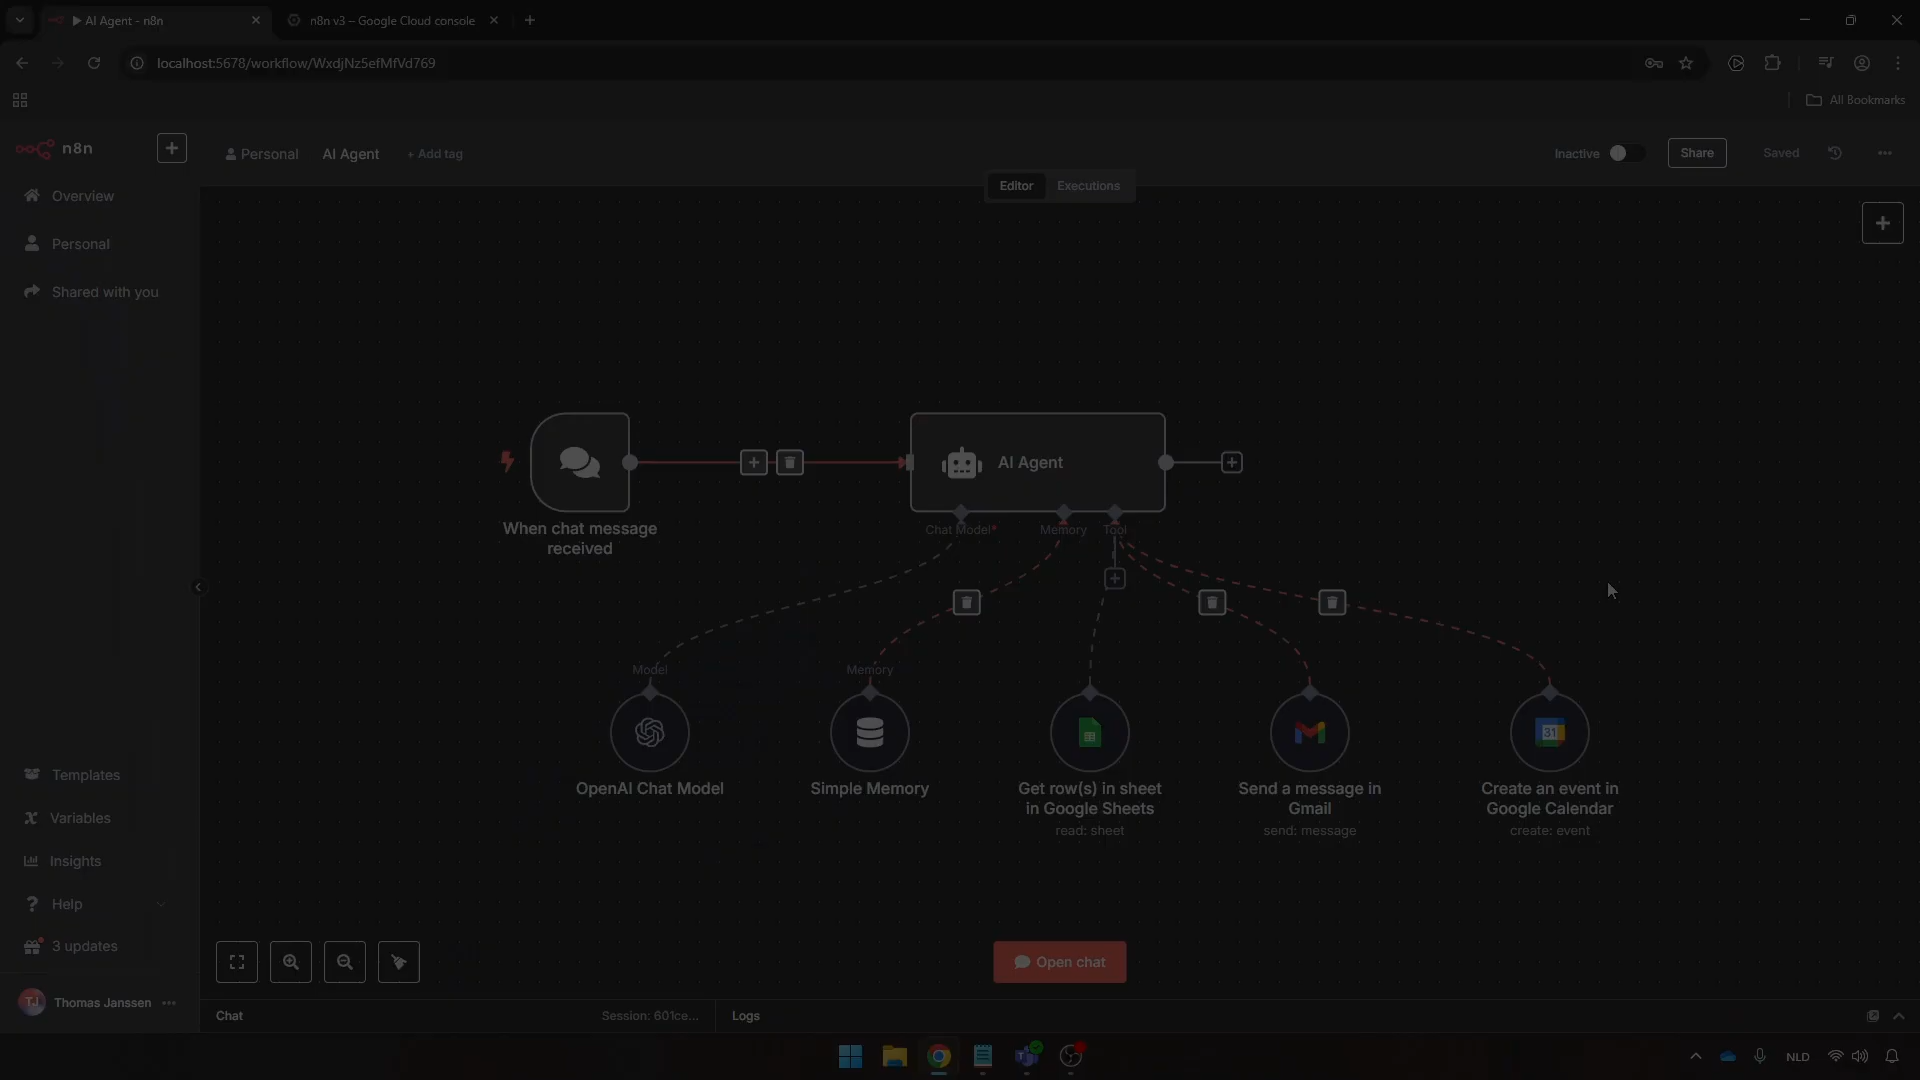 AI Agent - n8n
n8n v3 – Google Cloud console
localhost:5678/workflow/WxdjNz5efMfVd769
All Bookmarks
n8n
Personal
AI Agent
+ Add tag
Inactive
Share
Saved
Editor
Executions
Overview
Personal
Shared with you
AI Agent
When chat message
received
Chat Model*
Memory
Tool
Model
Memory
OpenAI Chat Model
Simple Memory
Get row(s) in sheet
in Google Sheets
read: sheet
Send a message in
Gmail
send: message
31
Create an event in
Google Calendar
create: event
Templates
Variables
Insights
Help
3 updates
TJ
Thomas Janssen
Open chat
Chat
Session: 601ce...
Logs
NLD